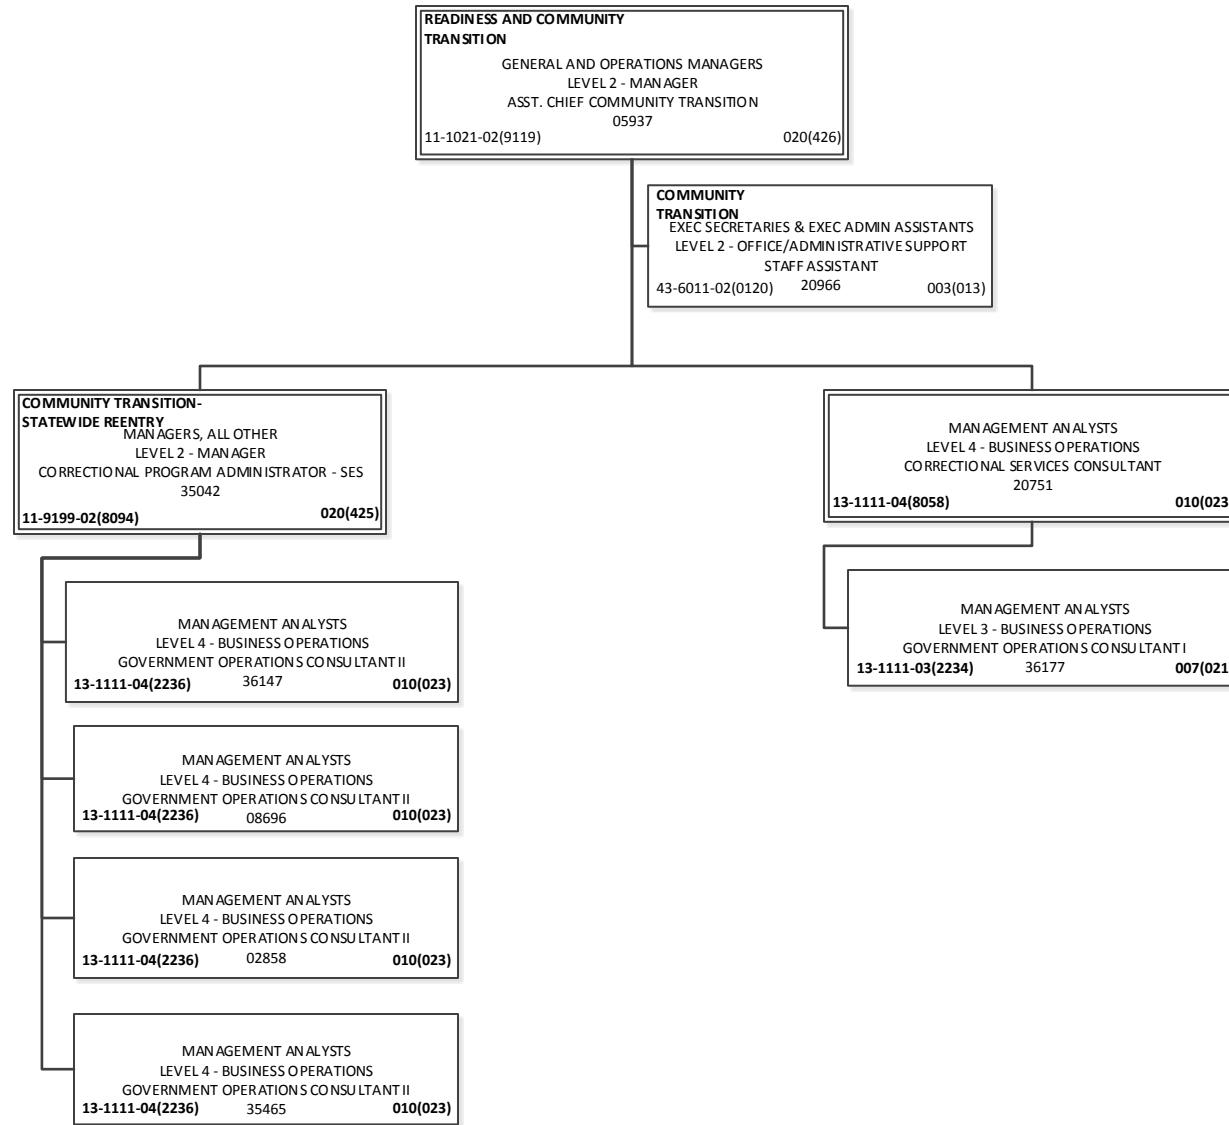 READINESS AND COMMUNITY
TRANSITION
GENERAL AND OPERATIONS MANAGERS
LEVEL 2 - MANAGER
ASST. CHIEF COMMUNITY TRANSITION
05937
11-1021-02(9119) 020(426)
COMMUNITY
TRANSITION
EXEC SECRETARIES & EXEC ADMIN ASSISTANTS
LEVEL 2 - OFFICE/ADMINISTRATIVE SUPPORT
STAFF ASSISTANT
43-6011-02(0120) 20966 003(013)
COMMUNITY TRANSITION-
STATEWIDE REENTRY
MANAGERS, ALL OTHER
LEVEL 2 - MANAGER
CORRECTIONAL PROGRAM ADMINISTRATOR - SES
35042
11-9199-02(8094) 020(425)
MANAGEMENT ANALYSTS
LEVEL 4 - BUSINESS OPERATIONS
GOVERNMENT OPERATIONS CONSULTANT II
13-1111-04(2236) 36147 010(023)
MANAGEMENT ANALYSTS
LEVEL 4 - BUSINESS OPERATIONS
GOVERNMENT OPERATIONS CONSULTANT II
13-1111-04(2236) 08696 010(023)
MANAGEMENT ANALYSTS
LEVEL 4 - BUSINESS OPERATIONS
GOVERNMENT OPERATIONS CONSULTANT II
13-1111-04(2236) 02858 010(023)
MANAGEMENT ANALYSTS
LEVEL 4 - BUSINESS OPERATIONS
GOVERNMENT OPERATIONS CONSULTANT II
13-1111-04(2236) 35465 010(023)
MANAGEMENT ANALYSTS
LEVEL 4 - BUSINESS OPERATIONS
CORRECTIONAL SERVICES CONSULTANT
20751
13-1111-04(8058) 010(023
MANAGEMENT ANALYSTS
LEVEL 3 - BUSINESS OPERATIONS
GOVERNMENT OPERATIONS CONSULTANT I
13-1111-03(2234) 36177 007(021